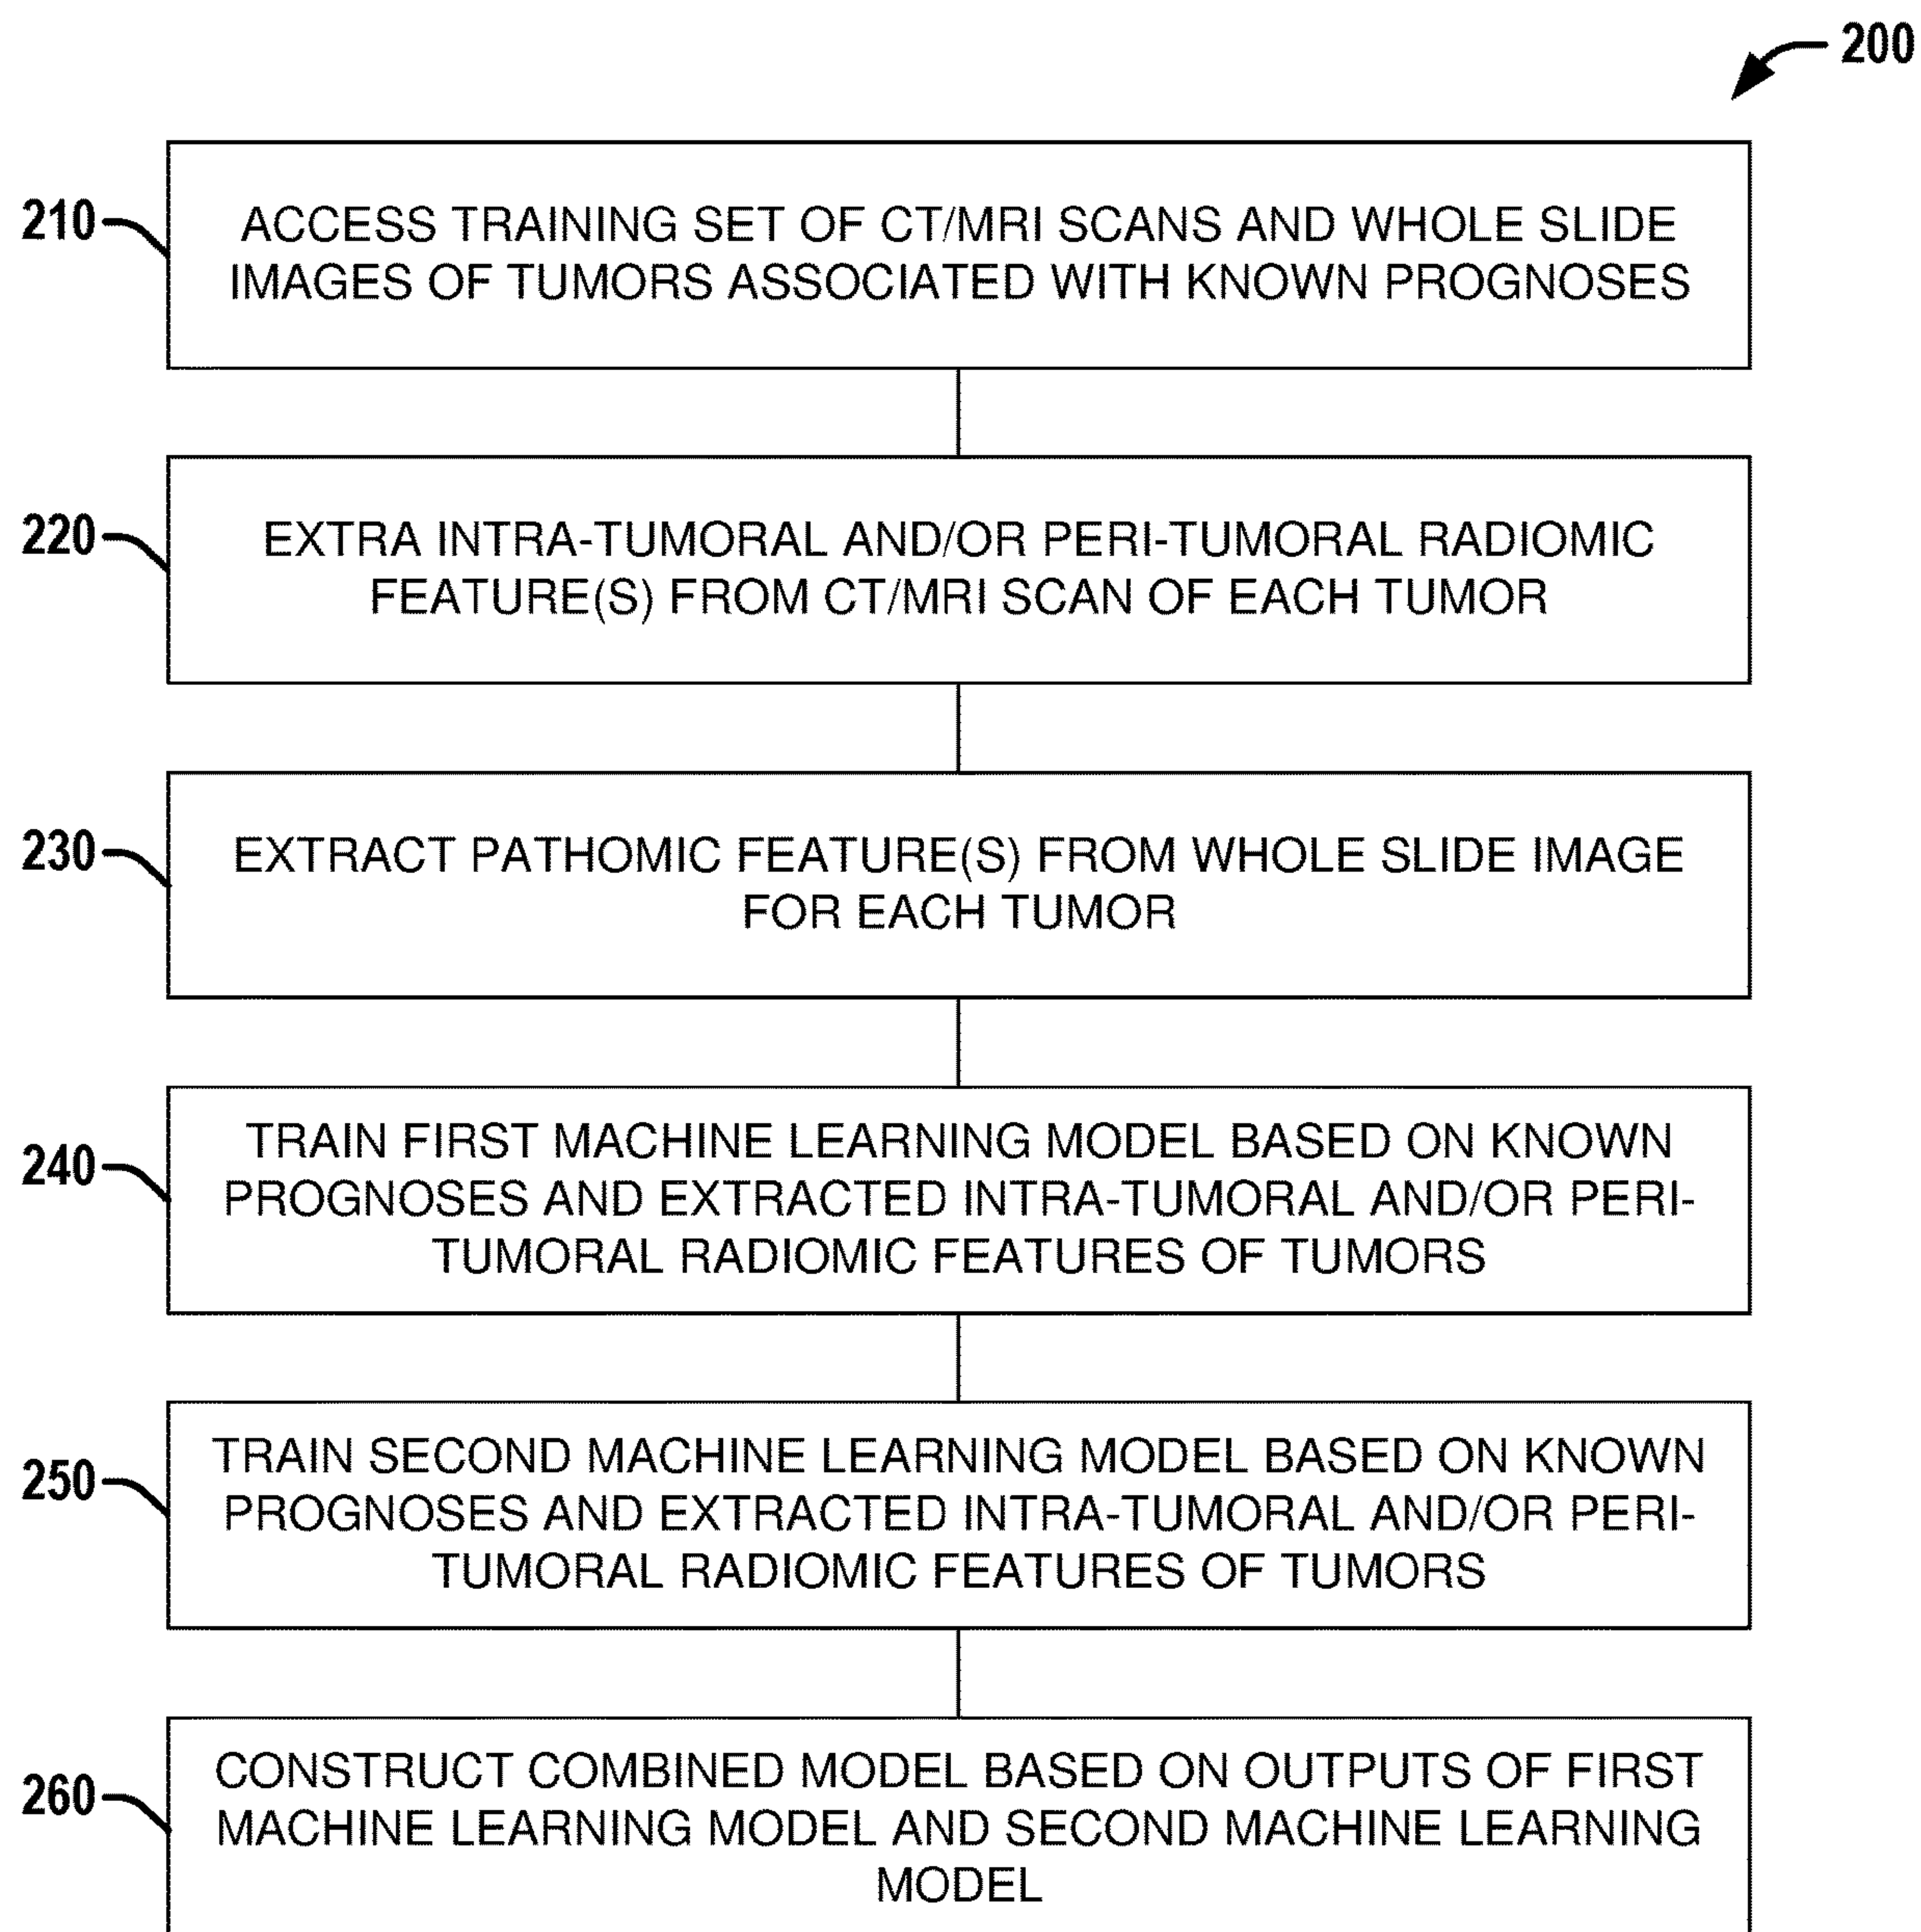 200
210
ACCESS TRAINING SET OF CT/MRI SCANS AND WHOLE SLIDE
IMAGES OF TUMORS ASSOCIATED WITH KNOWN PROGNOSES
220
EXTRA INTRA-TUMORAL AND/OR PERI-TUMORAL RADIOMIC
FEATURE(S) FROM CT/MRI SCAN OF EACH TUMOR
230
EXTRACT PATHOMIC FEATURE(S) FROM WHOLE SLIDE IMAGE
FOR EACH TUMOR
240
TRAIN FIRST MACHINE LEARNING MODEL BASED ON KNOWN
PROGNOSES AND EXTRACTED INTRA-TUMORAL AND/OR PERI-
TUMORAL RADIOMIC FEATURES OF TUMORS
250
TRAIN SECOND MACHINE LEARNING MODEL BASED ON KNOWN
PROGNOSES AND EXTRACTED INTRA-TUMORAL AND/OR PERI-
TUMORAL RADIOMIC FEATURES OF TUMORS
260
CONSTRUCT COMBINED MODEL BASED ON OUTPUTS OF FIRST
MACHINE LEARNING MODEL AND SECOND MACHINE LEARNING
MODEL